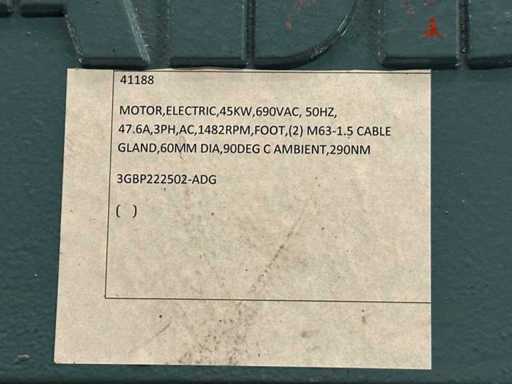 41188
MOTOR,ELECTRIC,45KW,690VAC, 50HZ,
47.6A,3PH,AC,1482RPM,FOOT,(2) M63-1.5 CABLE
GLAND,60MM DIA,90DEG C AMBIENT,290NM
3GBP222502-ADG
( )